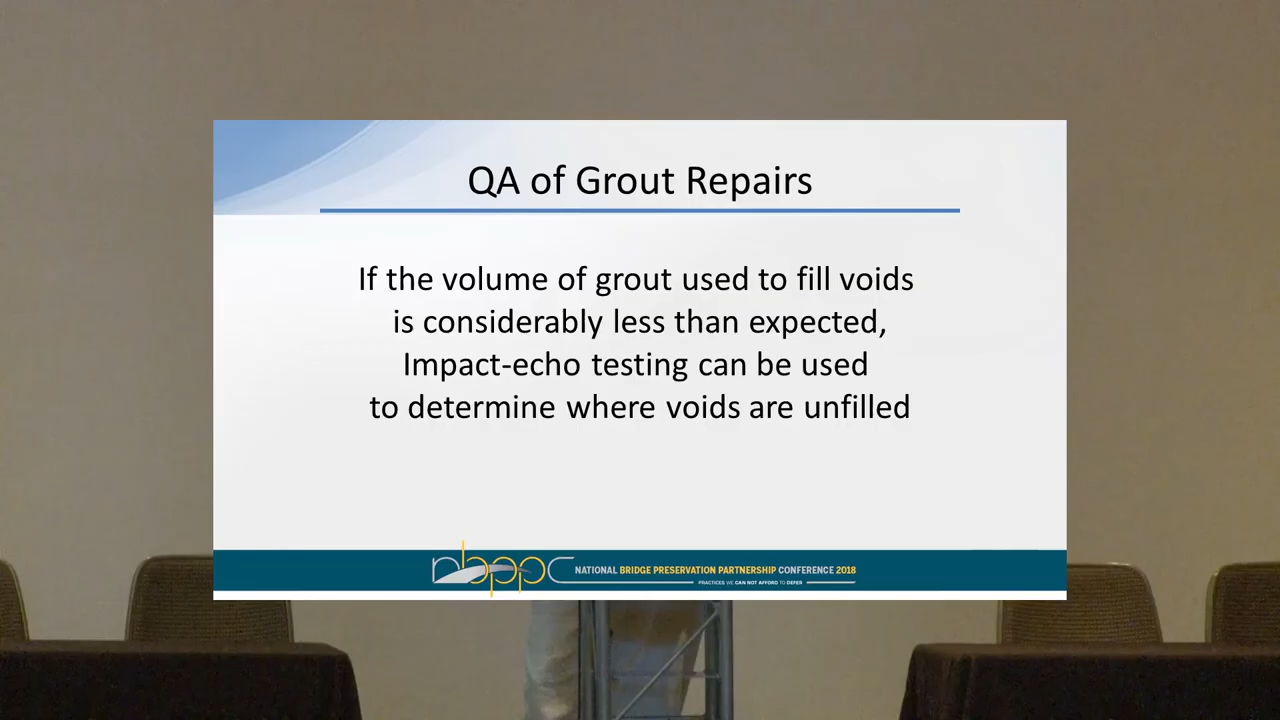 QA of Grout Repairs
If the volume of grout used to fill voids
is considerably less than expected,
Impact-echo testing can be used
to determine where voids are unfilled
nbppc
NATIONAL BRIDGE PRESERVATION PARTNERSHIP CONFERENCE 2018
PRACTICES WE CAN NOT AFFORD TO DEFER